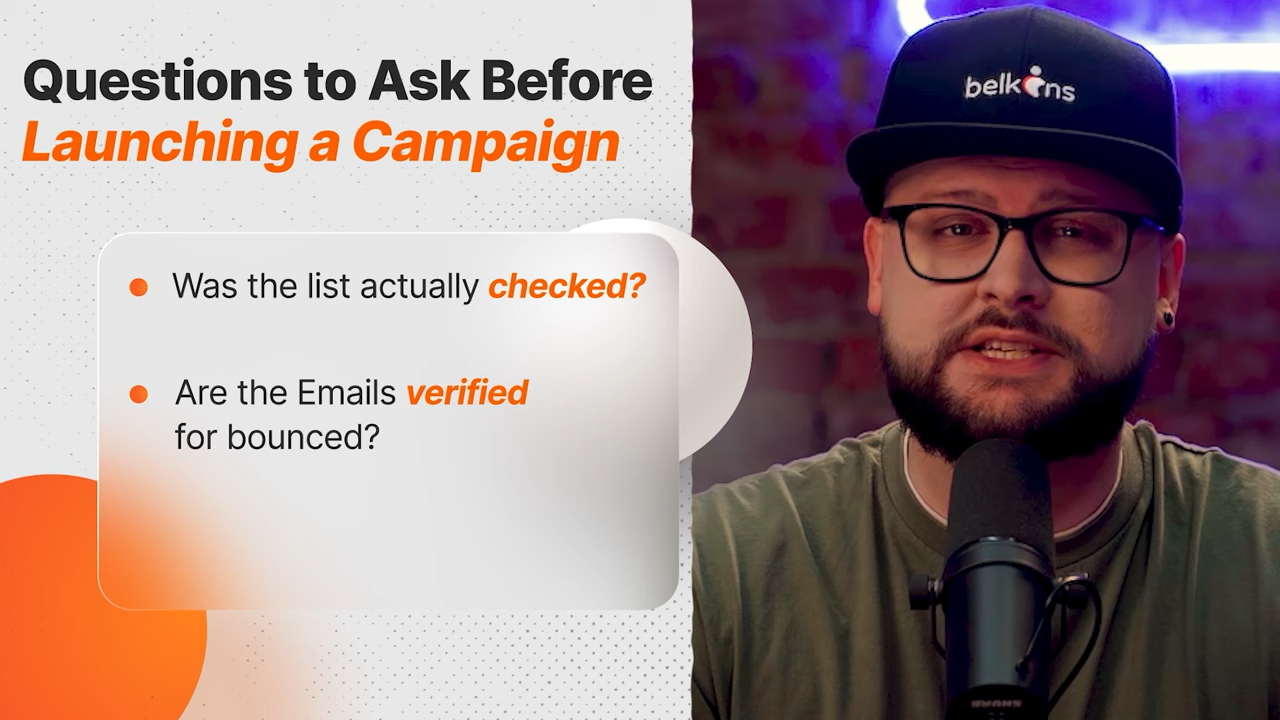 Questions to Ask Before
Launching a Campaign
Was the list actually checked?
Are the Emails verified
for bounced?
belkins